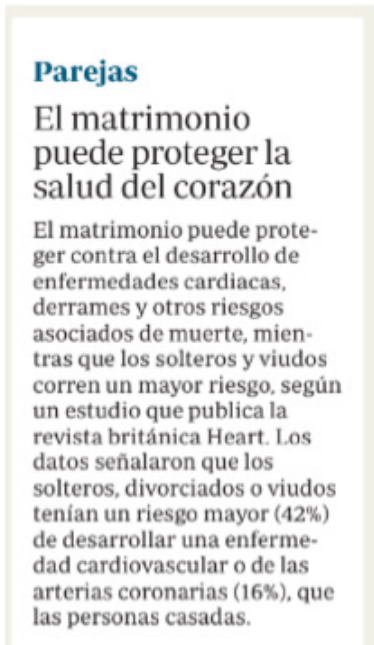 Parejas
El matrimonio
puede proteger la
salud del corazón
El matrimonio puede prote-
ger contra el desarrollo de
enfermedades cardiacas,
derrames y otros riesgos
asociados de muerte, mien-
tras que los solteros y viudos
corren un mayor riesgo, según
un estudio que publica la
revista británica Heart. Los
datos señalaron que los
solteros, divorciados o viudos
tenían un riesgo mayor (42%)
de desarrollar una enferme-
dad cardiovascular o de las
arterias coronarias (16%), que
las personas casadas.